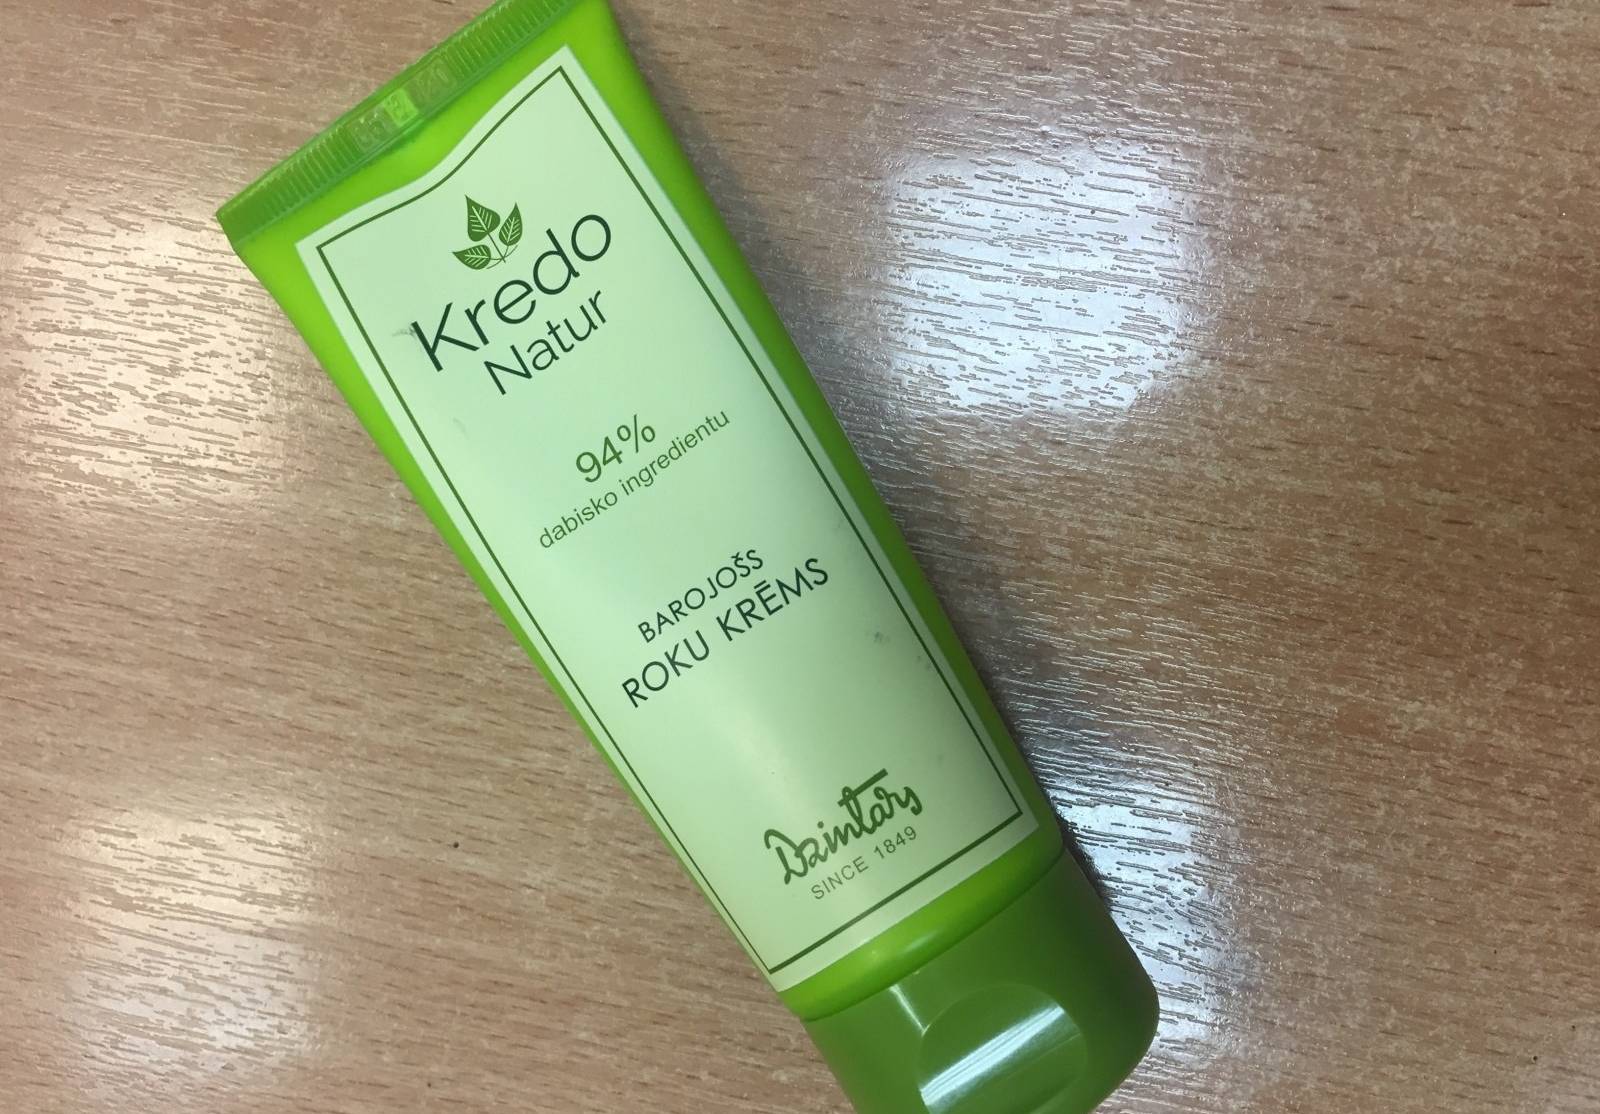 Kredo
Natur
94%
dabisko ingredientu
BAROJOŠS
ROKU KRĒMS
Dzintars
SINCE 1849